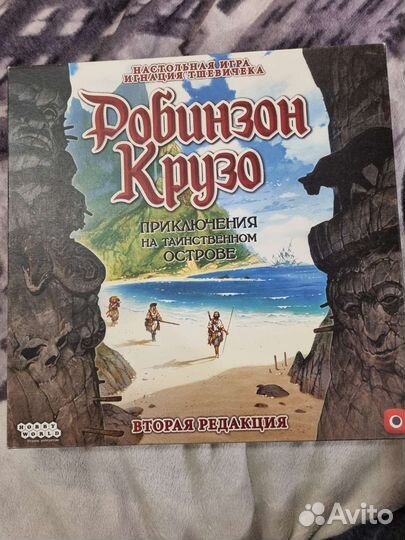 НАСТОЛЬНАЯ ИГРА
ИГНАЦИЯ ТШЕВИЧЕКА
Робинзон
Крузо
ПРИКЛЮЧЕНИЯ
НА ТАИНСТВЕННОМ
ОСТРОВЕ
ВТОРАЯ РЕДАКЦИЯ
HOBBY
WORLD
Avito